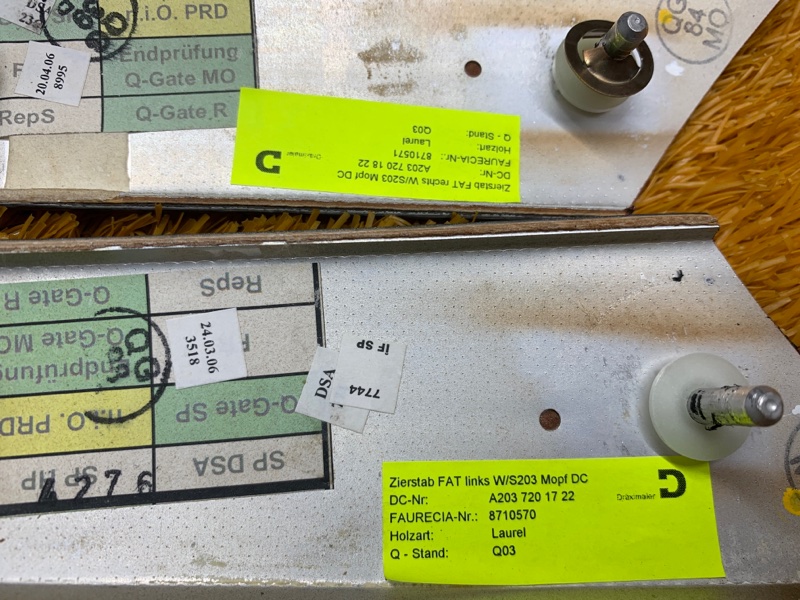 n.i.O. PRD
Endprüfung
Q-Gate MO
RepS
Q-Gate R
DSA
20.04.06
8995
QG
84
MO
Zierstab FAT rechts W/S203 Mopf DC
DC-Nr: A203 720 18 22
FAURECIA-Nr.: 8710571
Holzart: Laurel
Q - Stand: Q03
Dräxlmaier
Q-Gate R
RepS
Q-Gate MO
Endprüfung
n.i.O. PRD
Q-Gate SP
SP DSA
24.03.06
3518
QG
DSA
iF SP
7744
4276
Zierstab FAT links W/S203 Mopf DC
DC-Nr: A203 720 17 22
FAURECIA-Nr.: 8710570
Holzart: Laurel
Q - Stand: Q03
Dräxlmaier